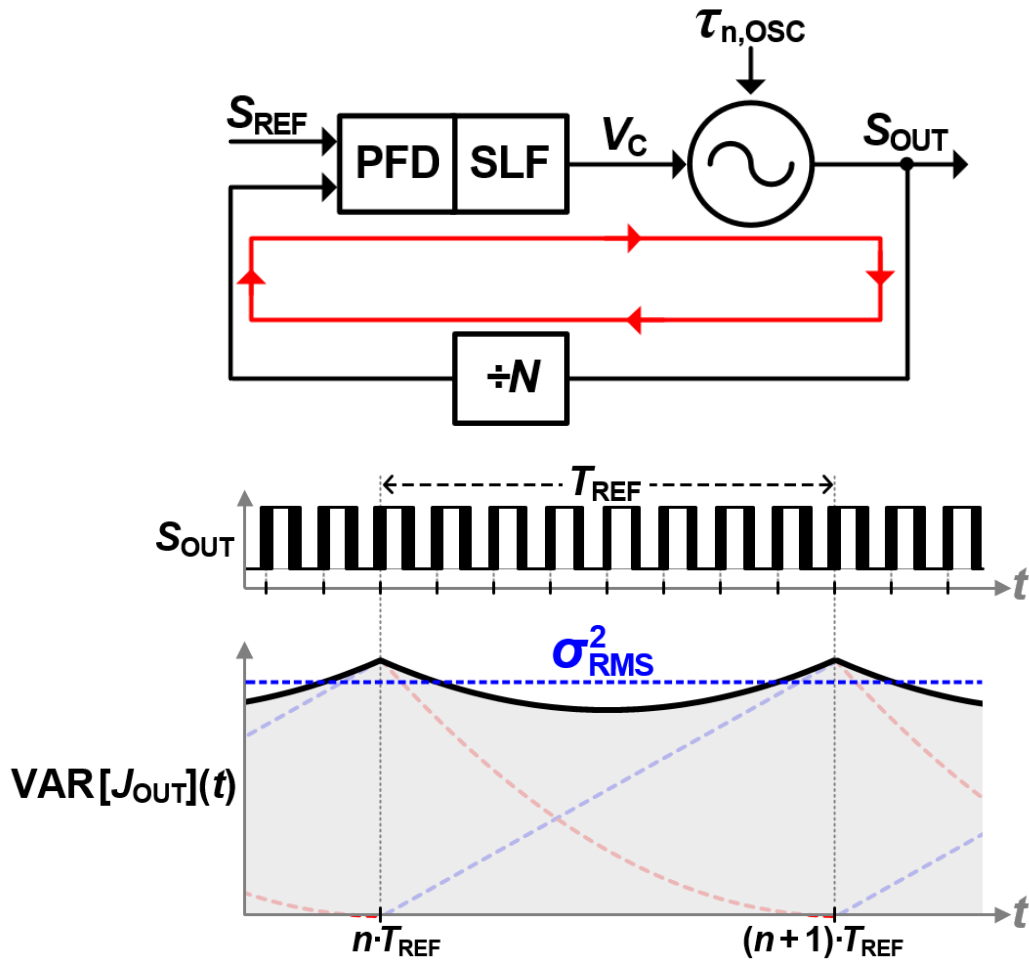 τn,OSC
SREF
PFD
SLF
VC
SOUT
÷N
TREF
SOUT
t
σ²RMS
VAR[JOUT](t)
t
n·TREF
(n + 1)·TREF